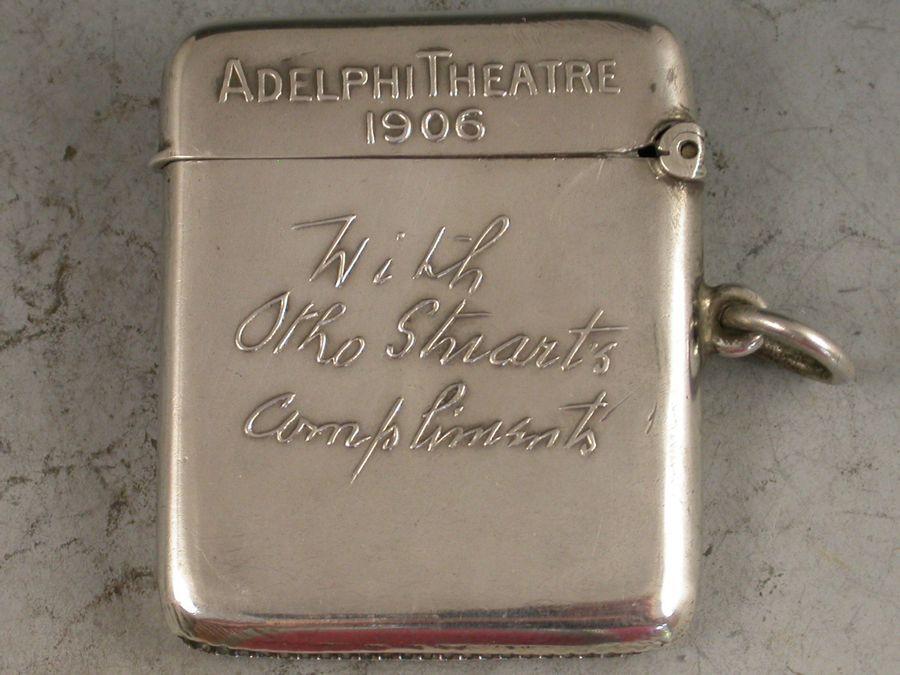 ADELPHI THEATRE
1906
With
Otho Stuart's
Compliments